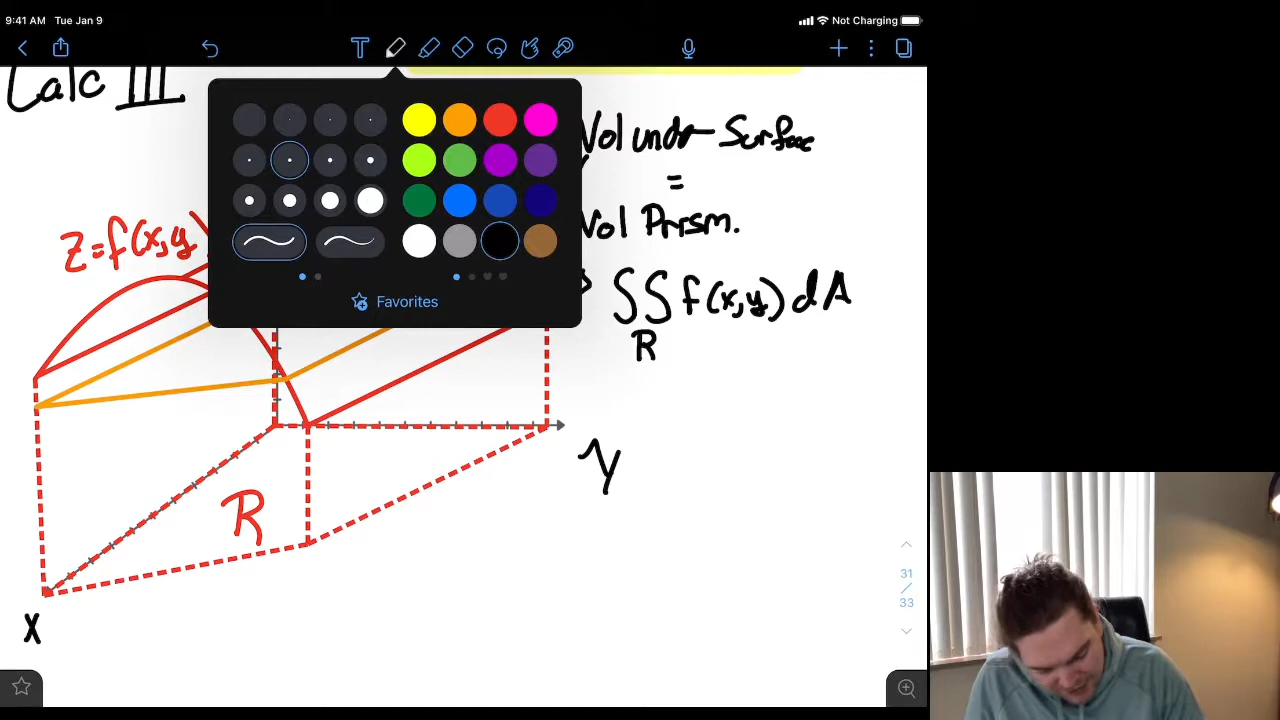 9:41 AM Tue Jan 9
Not Charging
Calc III
Vol under Surface
=
Vol Prism.
z=f(x,y
∫∫ f(x,y) dA
R
Favorites
y
R
x
31
/
33